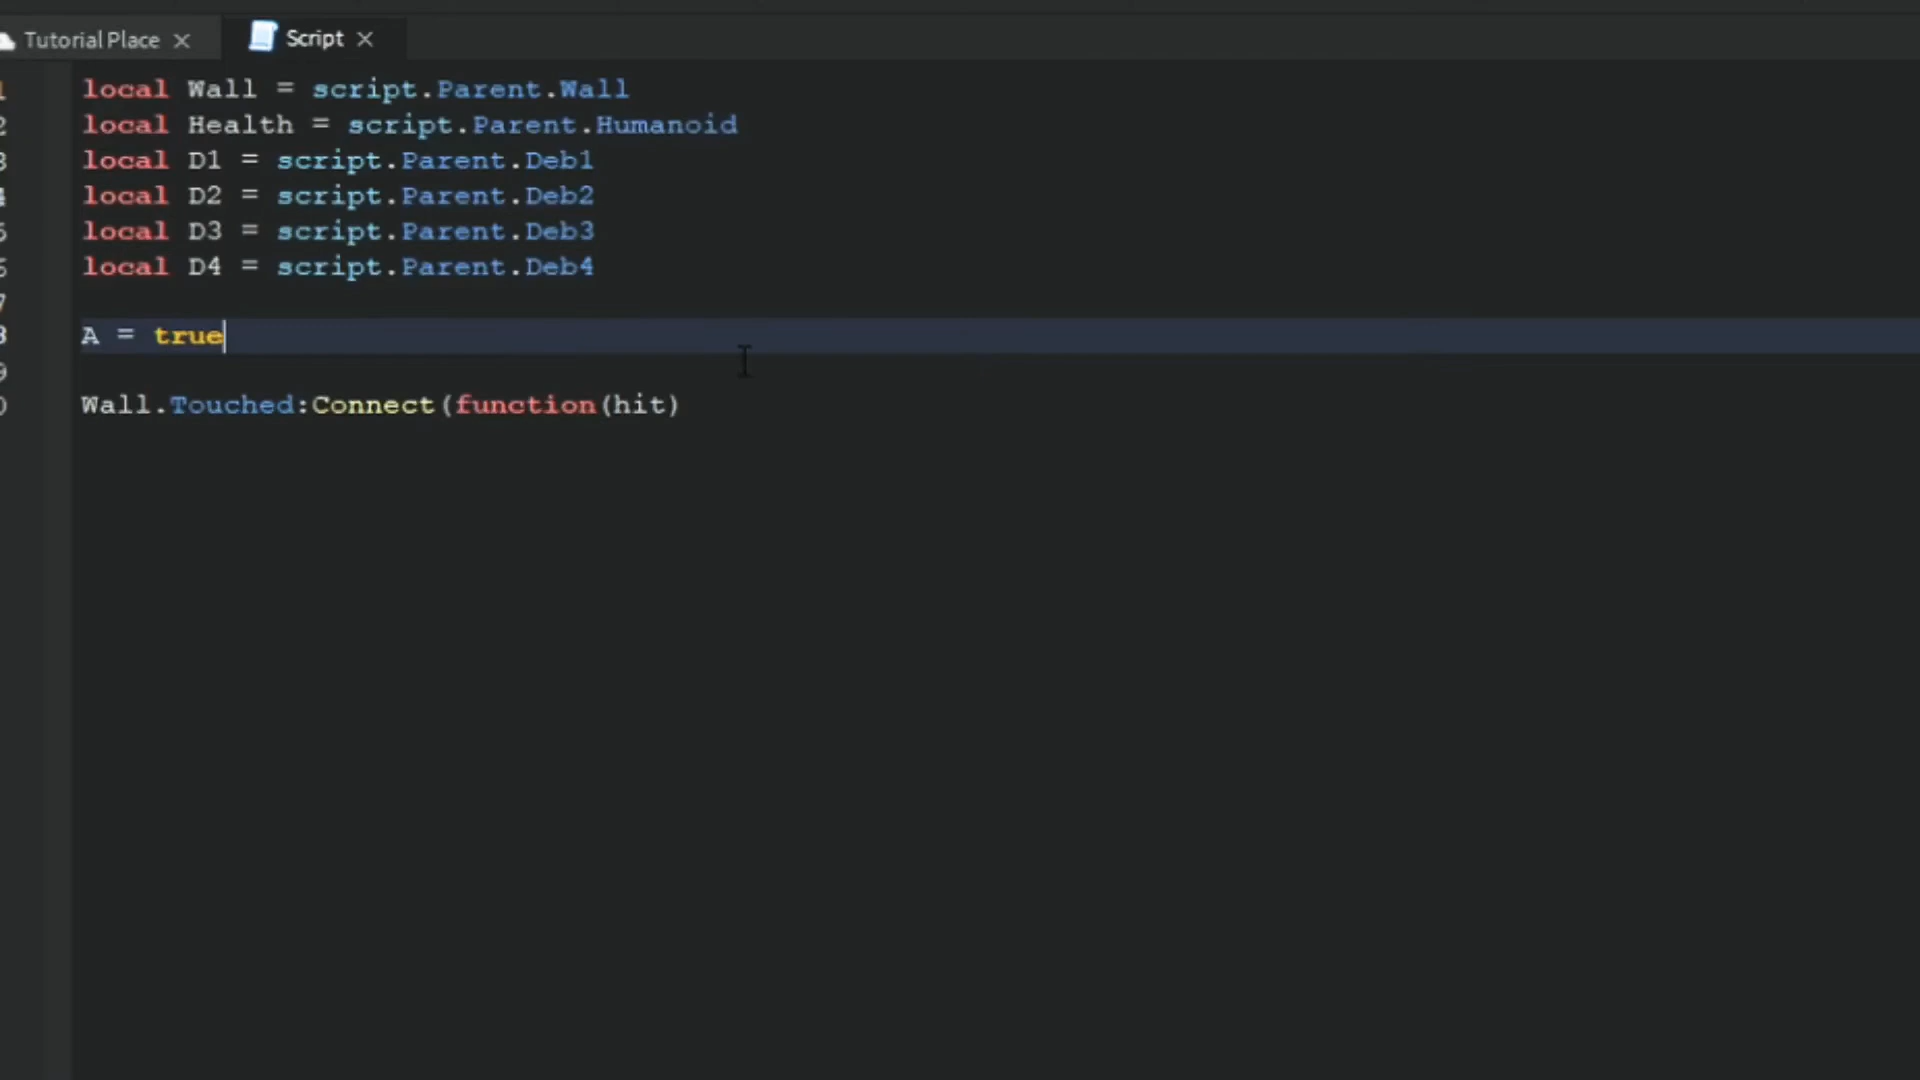 Tutorial Place Script
local Wall = script.Parent.Wall
local Health = script.Parent.Humanoid
local D1 = script.Parent.Deb1
local D2 = script.Parent.Deb2
local D3 = script.Parent.Deb3
local D4 = script.Parent.Deb4
A = true
Wall.Touched:Connect(function(hit)